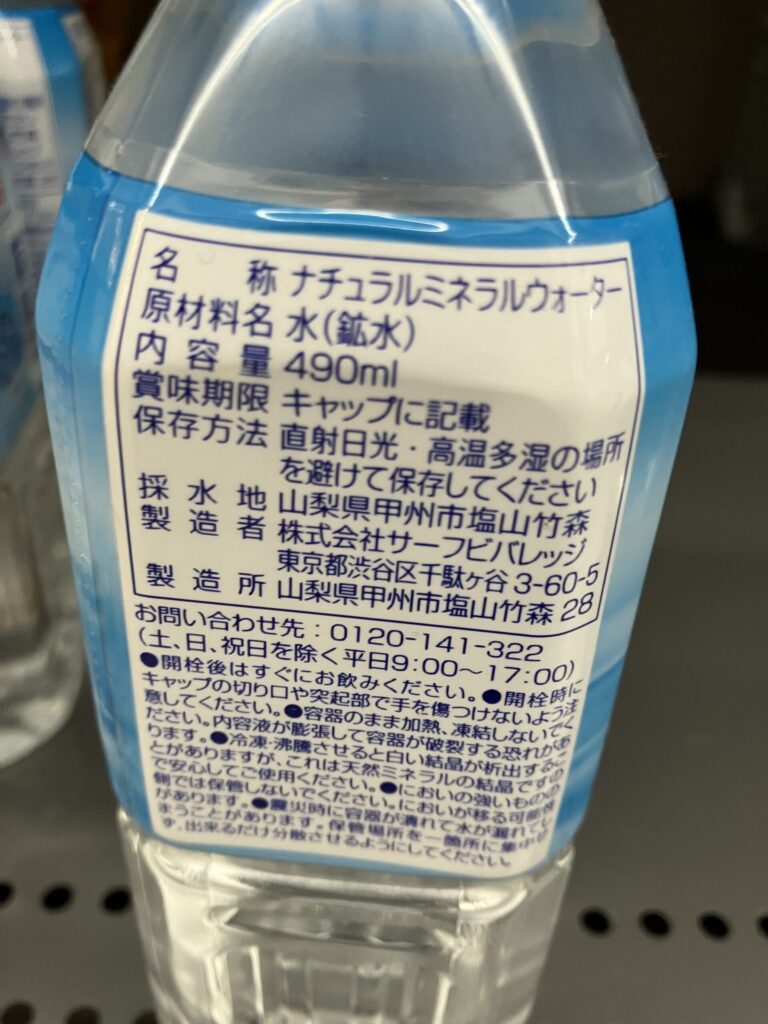 名称 ナチュラルミネラルウォーター
原材料名 水(鉱水)
内容量 490ml
賞味期限 キャップに記載
保存方法 直射日光・高温多湿の場所
を避けて保存してください
採水地 山梨県甲州市塩山竹森
製造者 株式会社サーフビバレッジ
東京都渋谷区千駄ヶ谷3-60-5
製造所 山梨県甲州市塩山竹森28
お問い合わせ先:0120-141-322
(土、日、祝日を除く平日9:00〜17:00)
●開栓後はすぐにお飲みください。●開栓時に
キャップの切り口や突起部で手を傷つけないよう注
意してください。●容器のまま加熱、凍結しないでく
ださい。内容液が膨張して容器が破裂する恐れがあ
ります。●冷凍・沸騰させると白い結晶が析出するこ
とがありますが、これは天然ミネラルの結晶ですの
で安心してご使用ください。●においの強いものの
側では保管しないでください。においが移る可能性
があります。●震災時に容器が潰れて水が漏れてし
まうことがあります。保管場所を一箇所に集中せ
ず、出来るだけ分散させるようにしてください。